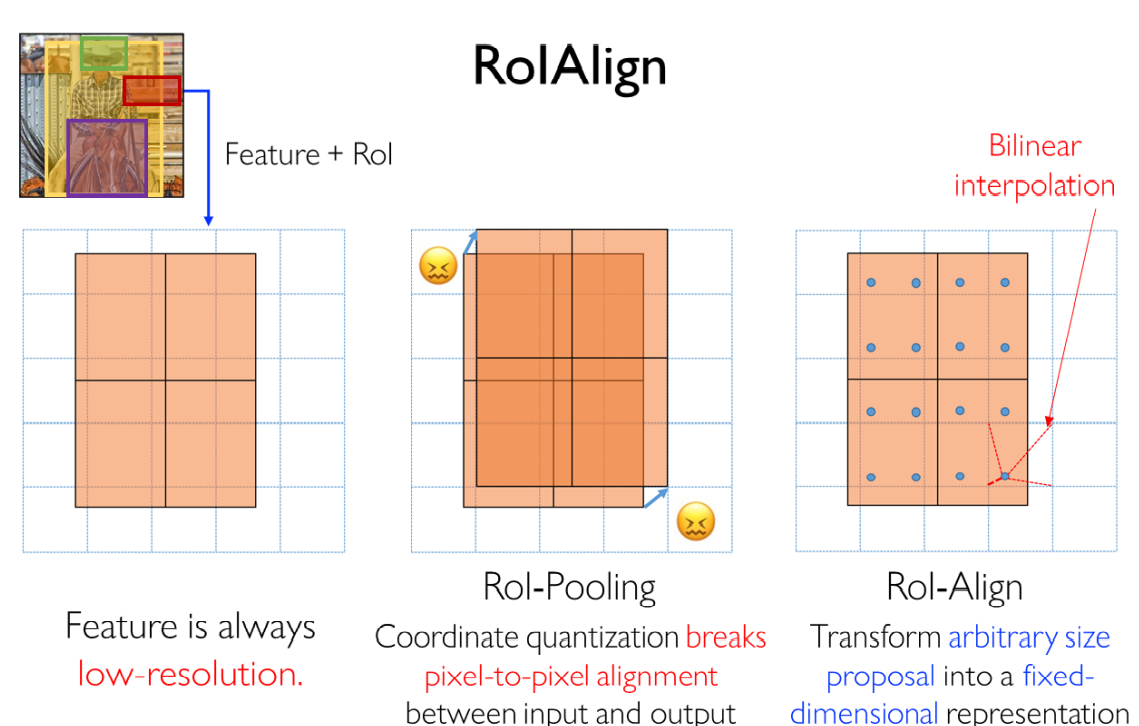 RoIAlign
Feature + RoI
Bilinear
interpolation
RoI-Pooling
RoI-Align
Feature is always
low-resolution.
Coordinate quantization breaks
pixel-to-pixel alignment
between input and output
Transform arbitrary size
proposal into a fixed-
dimensional representation